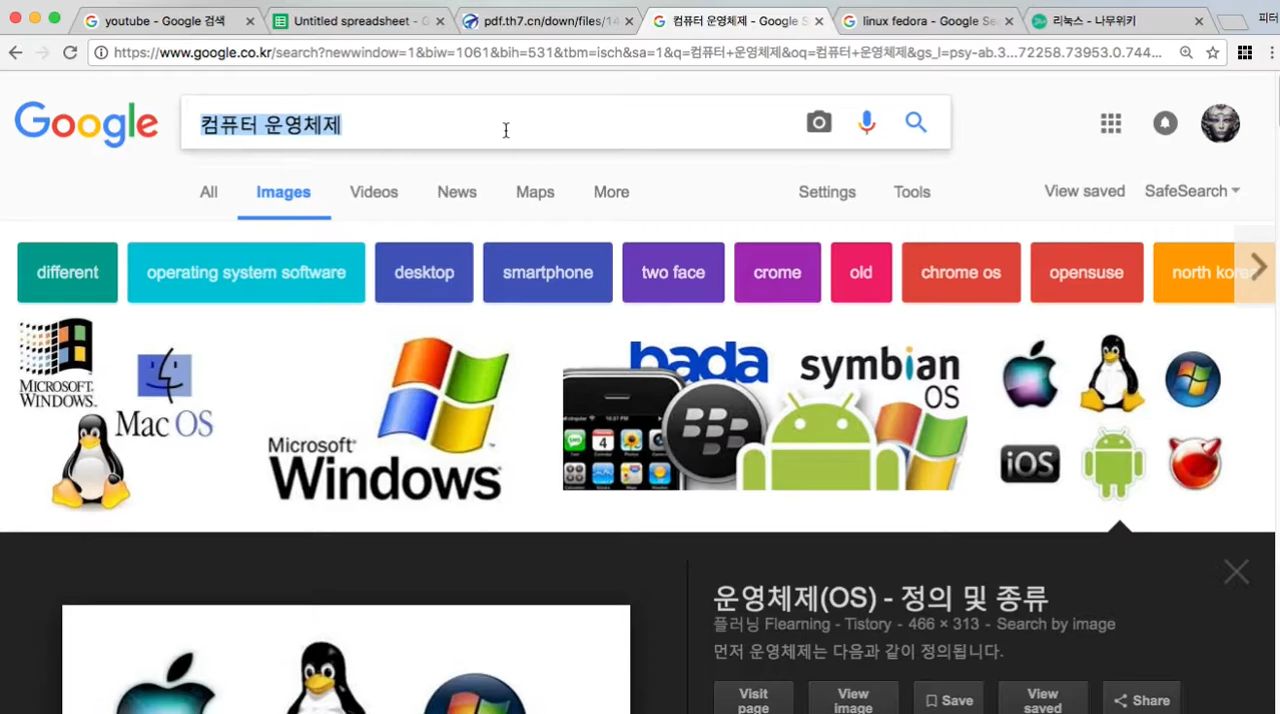 youtube - Google 검색
Untitled spreadsheet - G
pdf.th7.cn/down/files/14
컴퓨터 운영체제 - Google S
linux fedora - Google Se
리눅스 - 나무위키
피터
https://www.google.co.kr/search?newwindow=1&biw=1061&bih=531&tbm=isch&sa=1&q=컴퓨터+운영체제&oq=컴퓨터+운영체제&gs_l=psy-ab.3...72258.73953.0.744...
Google
컴퓨터 운영체제
All
Images
Videos
News
Maps
More
Settings
Tools
View saved
SafeSearch
different
operating system software
desktop
smartphone
two face
crome
old
chrome os
opensuse
north kore
MICROSOFT
WINDOWS.
Mac OS
Microsoft
Windows
bada
symbian
OS
iOS
운영체제(OS) - 정의 및 종류
플러닝 Flearning - Tistory - 466 × 313 - Search by image
먼저 운영체제는 다음과 같이 정의됩니다.
Visit
page
View
image
Save
View
saved
Share